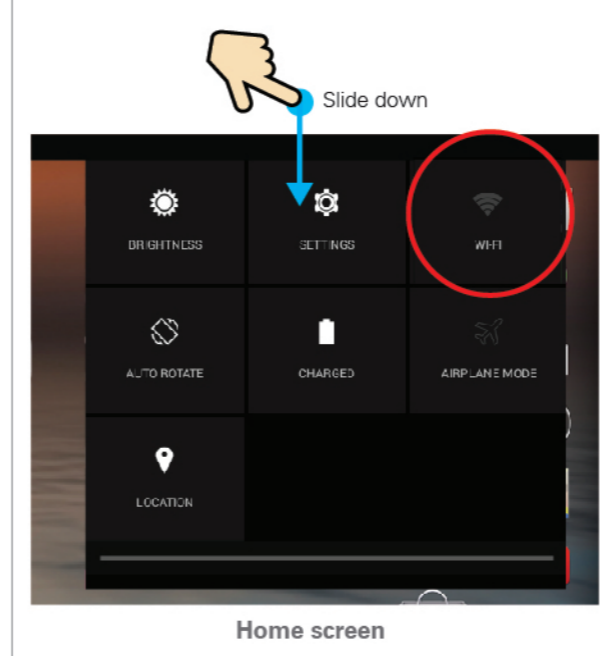 Slide down
BRIGHTNESS
SETTINGS
WI-FI
AUTO ROTATE
CHARGED
AIRPLANE MODE
LOCATION
Home screen